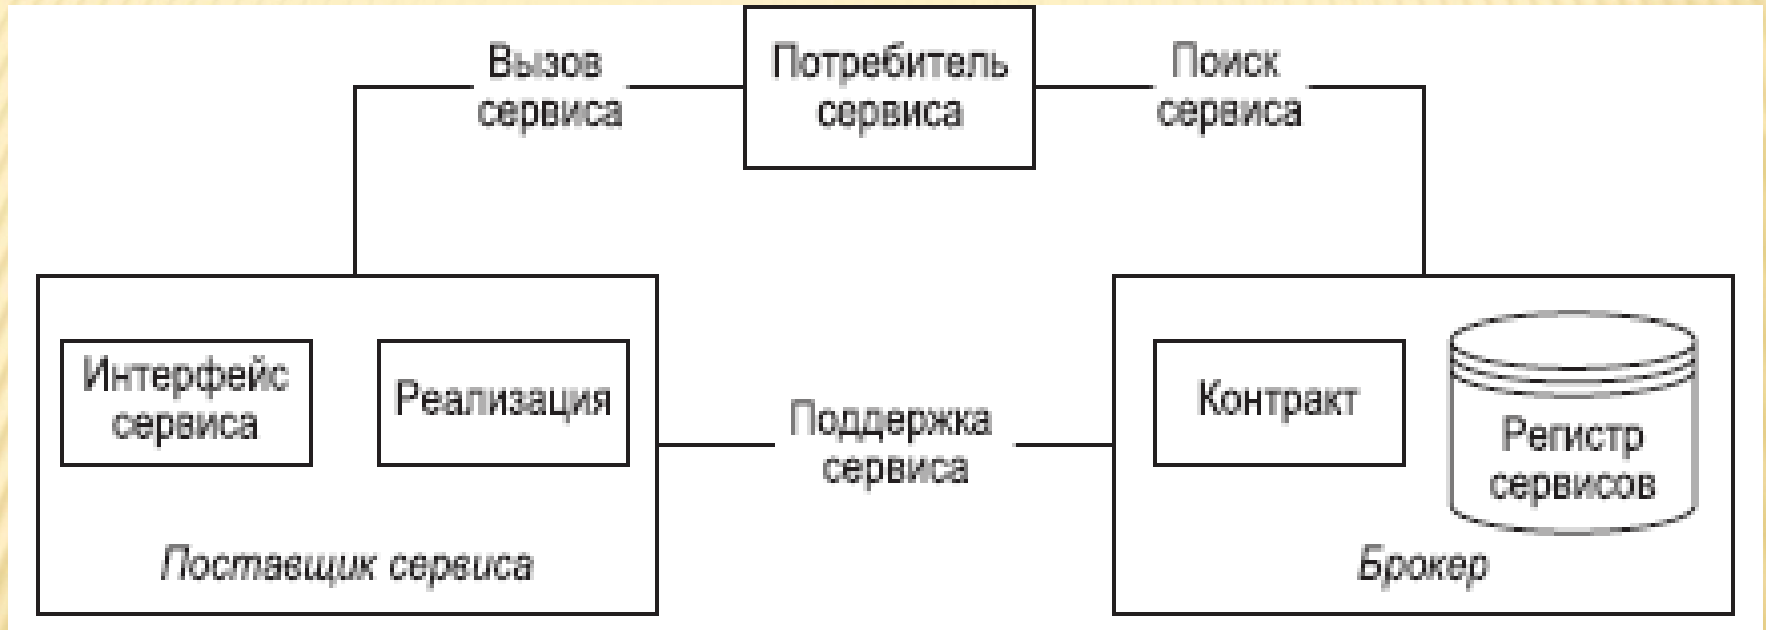 Вызов
сервиса
Потребитель
сервиса
Поиск
сервиса
Интерфейс
сервиса
Реализация
Поставщик сервиса
Поддержка
сервиса
Контракт
Регистр
сервисов
Брокер